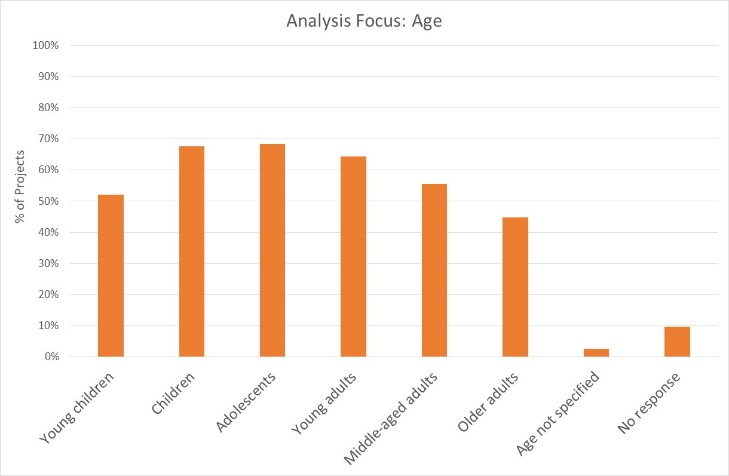 Analysis Focus: Age
100%
90%
80%
70%
60%
50%
40%
30%
20%
10%
0%
% of Projects
Young children
Children
Adolescents
Young adults
Middle-aged adults
Older adults
Age not specified
No response